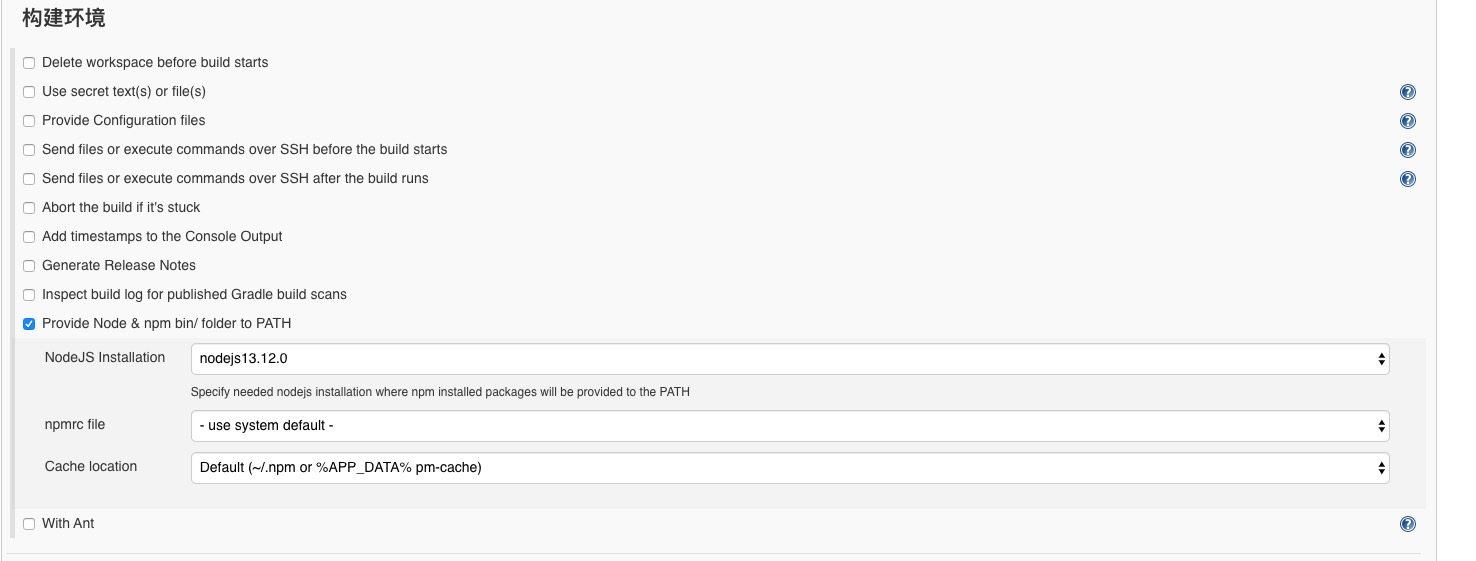 构建环境
Delete workspace before build starts
Use secret text(s) or file(s)
Provide Configuration files
Send files or execute commands over SSH before the build starts
Send files or execute commands over SSH after the build runs
Abort the build if it's stuck
Add timestamps to the Console Output
Generate Release Notes
Inspect build log for published Gradle build scans
Provide Node & npm bin/ folder to PATH
NodeJS Installation nodejs13.12.0
Specify needed nodejs installation where npm installed packages will be provided to the PATH
npmrc file - use system default -
Cache location Default (~/.npm or %APP_DATA% pm-cache)
With Ant